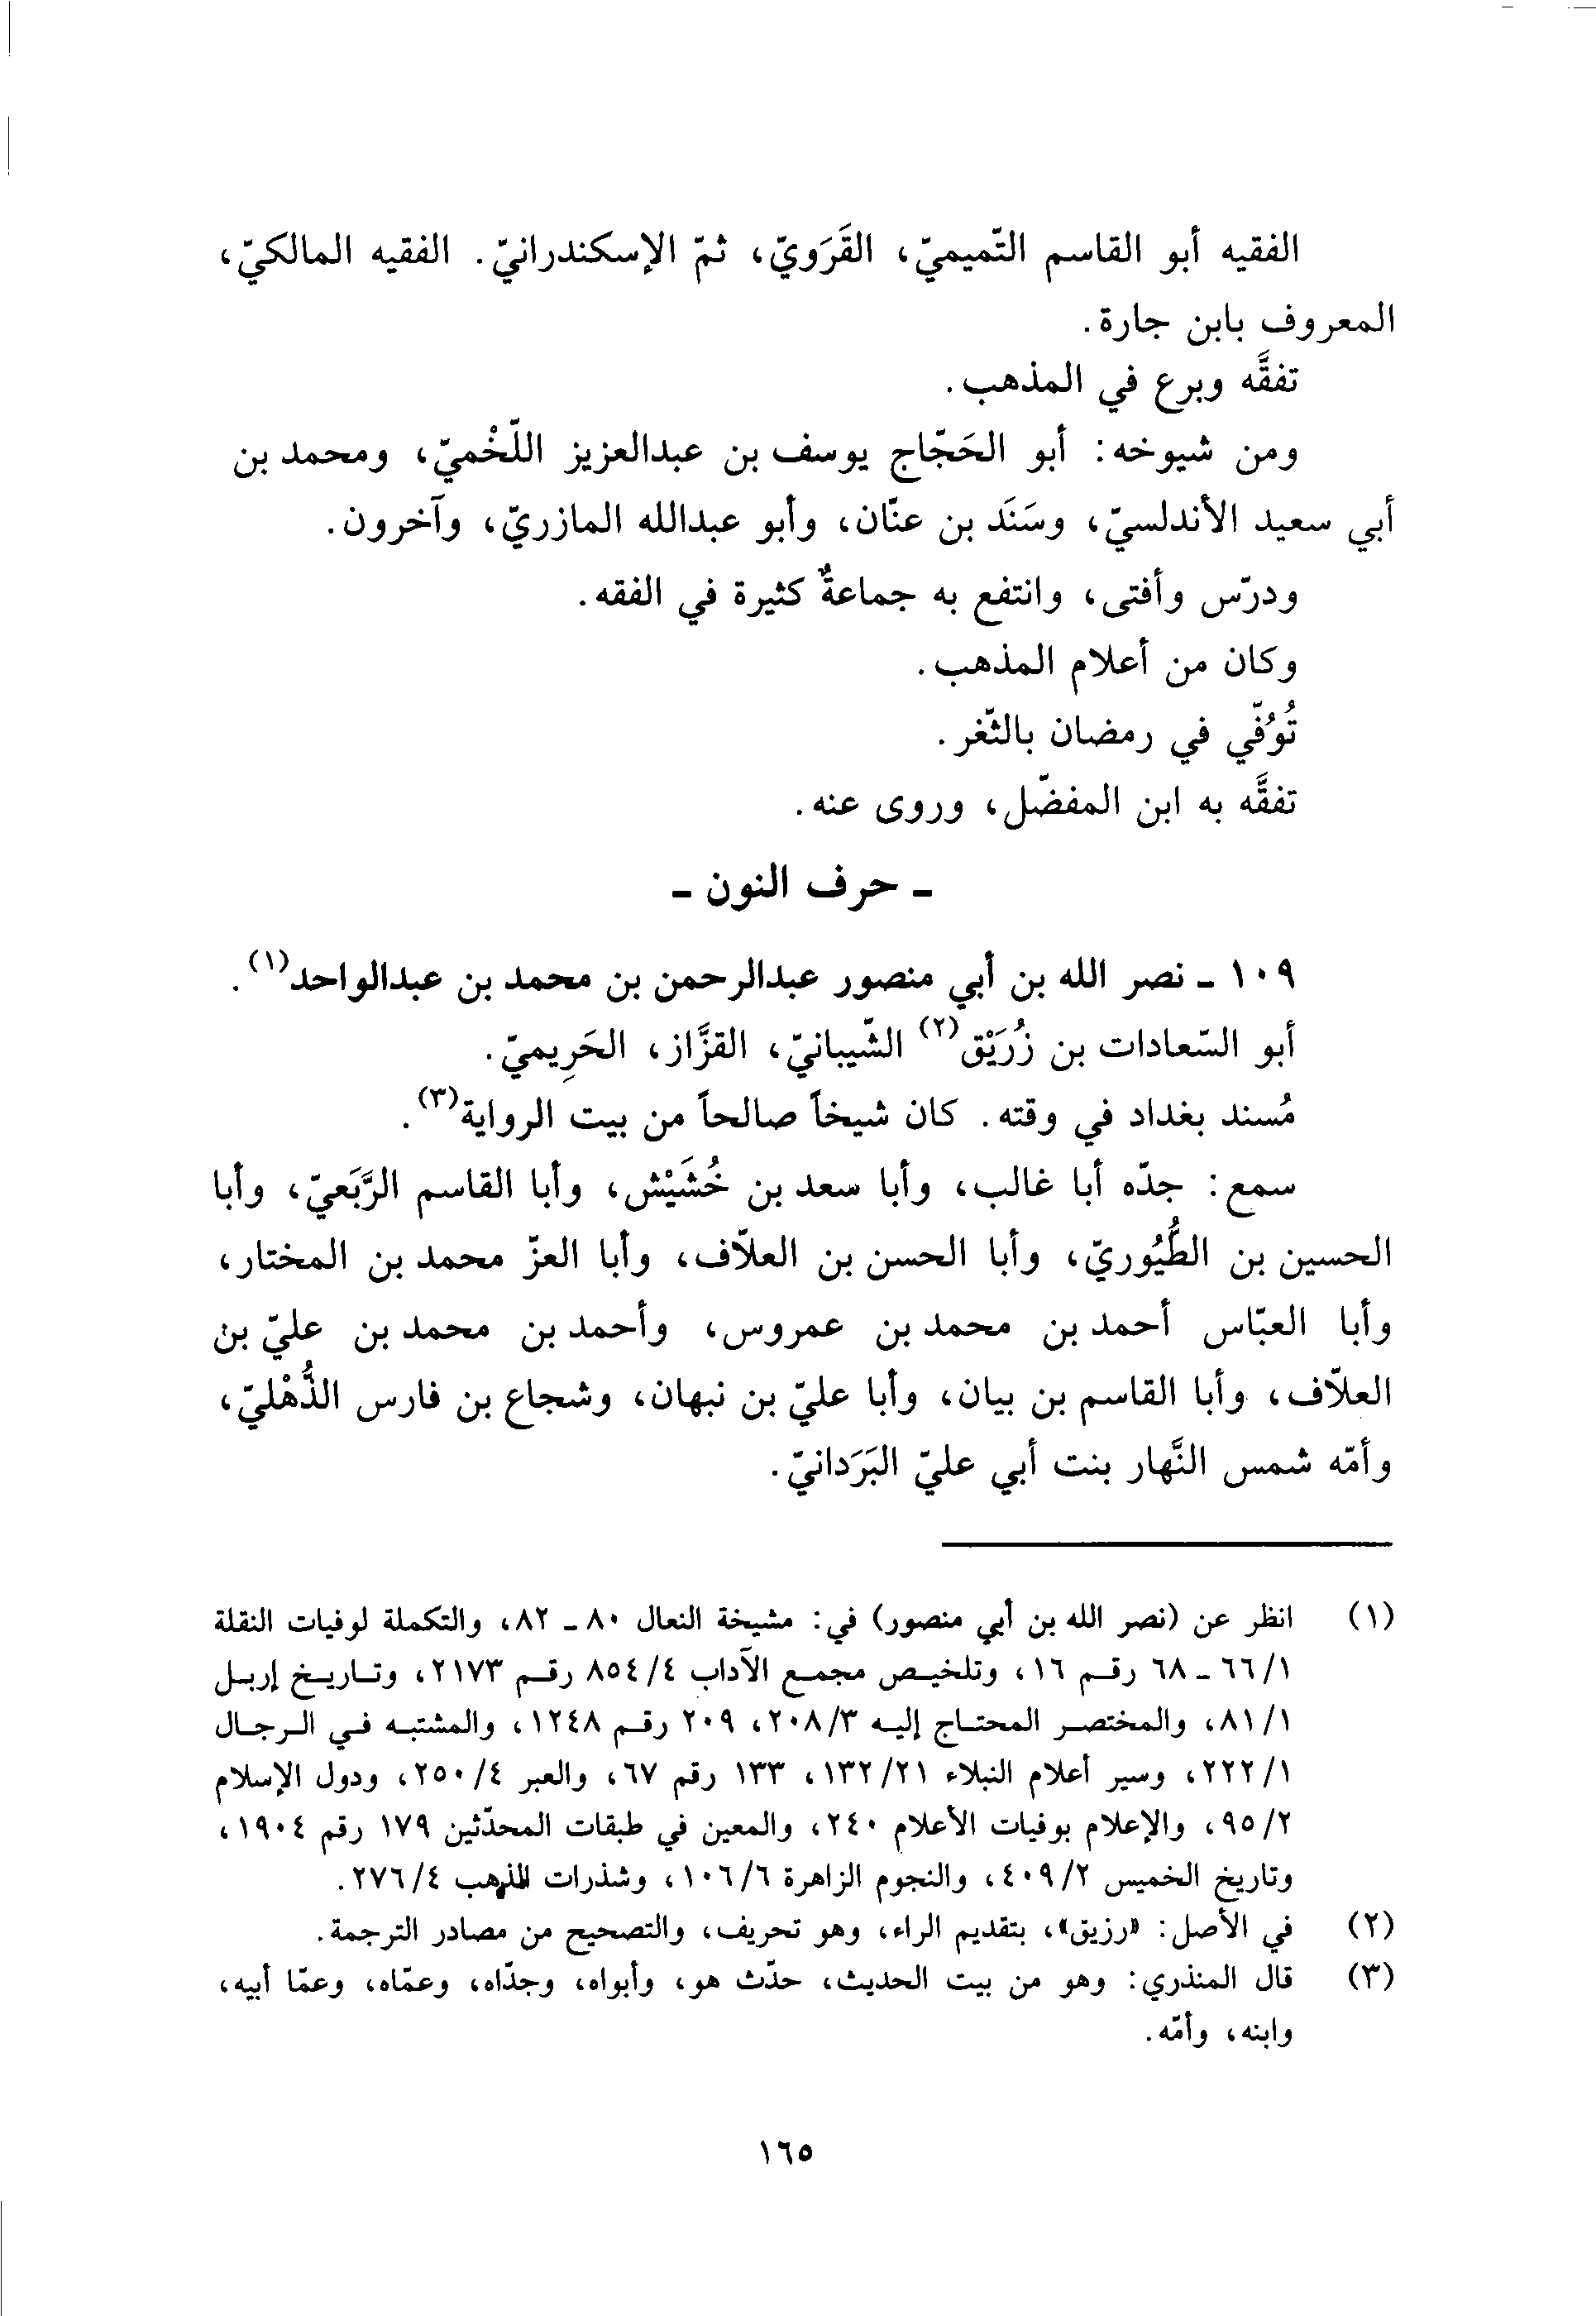 الفقيه أبو القاسم التّميميّ، القَرَويّ، ثمّ الإسكندرانيّ. الفقيه المالكيّ،
المعروف بابن جارة.
تفقَّه وبرع في المذهب.
ومن شيوخه: أبو الحَجّاج يوسف بن عبدالعزيز اللّخْميّ، ومحمد بن
أبي سعيد الأندلسيّ، وسَنَد بن عنّان، وأبو عبدالله المازريّ، وآخرون.
ودرّس وأفتى، وانتفع به جماعةٌ كثيرة في الفقه.
وكان من أعلام المذهب.
تُوُفّي في رمضان بالثّغر.
تفقَّه به ابن المفضّل، وروى عنه.
ـ حرف النون ـ
١٠٩ ـ نصر الله بن أبي منصور عبدالرحمن بن محمد بن عبدالواحد(١).
أبو السّعادات بن زُرَيْق(٢) الشّيبانيّ، القزَّاز، الحَرِيميّ.
مُسند بغداد في وقته. كان شيخاً صالحاً من بيت الرواية(٣).
سمع: جدّه أبا غالب، وأبا سعد بن خُشَيْش، وأبا القاسم الرَّبَعيّ، وأبا
الحسين بن الطُّيُوريّ، وأبا الحسن بن العلاّف، وأبا العزّ محمد بن المختار،
وأبا العبّاس أحمد بن محمد بن عمروس، وأحمد بن محمد بن عليّ بن
العلاّف، وأبا القاسم بن بيان، وأبا عليّ بن نبهان، وشجاع بن فارس الذُّهْليّ،
وأمّه شمس النَّهار بنت أبي عليّ البَرَدانيّ.
(١) انظر عن (نصر الله بن أبي منصور) في: مشيخة النعال ٨٠ ـ ٨٢، والتكملة لوفيات النقلة
١/ ٦٦ ـ ٦٨ رقم ١٦، وتلخيص مجمع الآداب ٤/ ٨٥٤ رقم ٢١٧٣، وتاريخ إربل
١/ ٨١، والمختصر المحتاج إليه ٣/ ٢٠٨، ٢٠٩ رقم ١٢٤٨، والمشتبه في الرجال
١/ ٢٢٢، وسير أعلام النبلاء ٢١/ ١٣٢، ١٣٣ رقم ٦٧، والعبر ٤/ ٢٥٠، ودول الإسلام
٢/ ٩٥، والإعلام بوفيات الأعلام ٢٤٠، والمعين في طبقات المحدّثين ١٧٩ رقم ١٩٠٤،
وتاريخ الخميس ٢/ ٤٠٩، والنجوم الزاهرة ٦/ ١٠٦، وشذرات الذهب ٤/ ٢٧٦.
(٢) في الأصل: «رزيق»، بتقديم الراء، وهو تحريف، والتصحيح من مصادر الترجمة.
(٣) قال المنذري: وهو من بيت الحديث، حدّث هو، وأبواه، وجدّاه، وعمّاه، وعمّا أبيه،
وابنه، وأمّه.
١٦٥